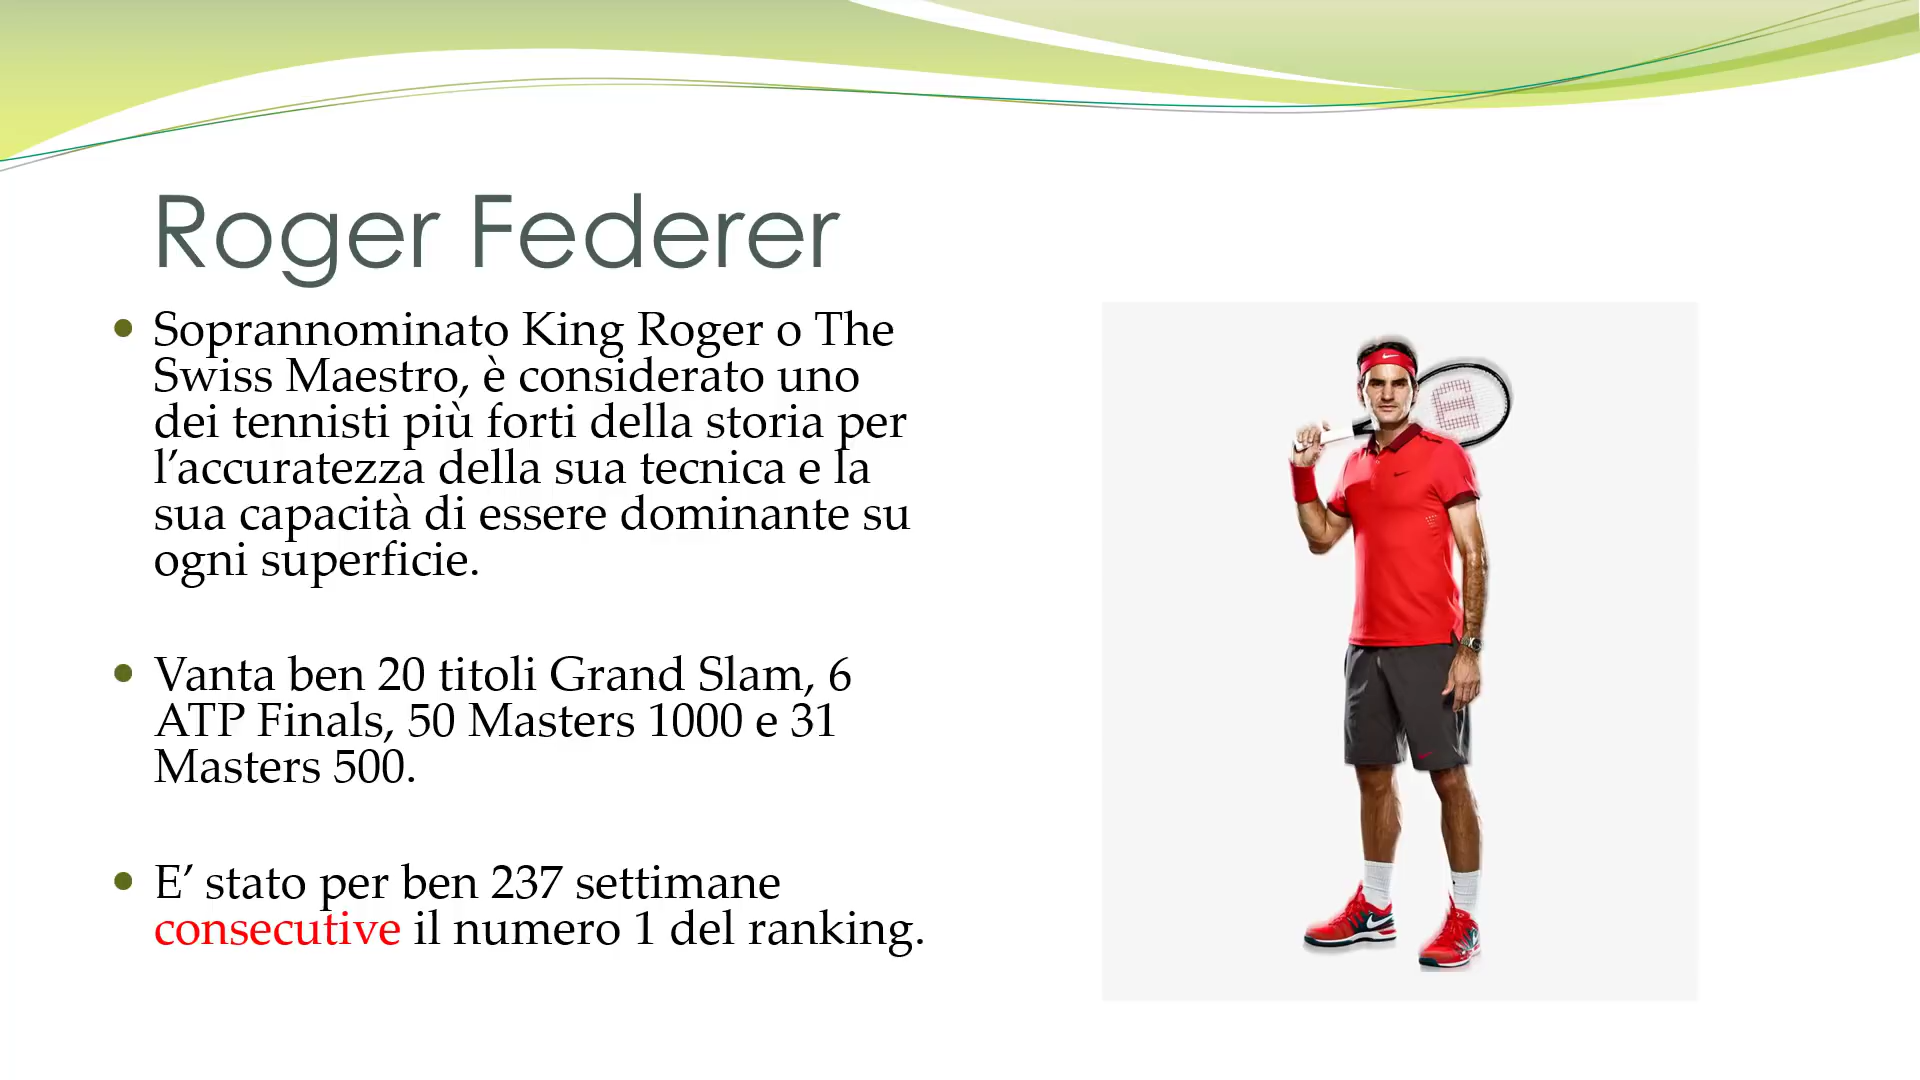 Roger Federer
• Soprannominato King Roger o The
Swiss Maestro, è considerato uno
dei tennisti più forti della storia per
l’accuratezza della sua tecnica e la
sua capacità di essere dominante su
ogni superficie.
• Vanta ben 20 titoli Grand Slam, 6
ATP Finals, 50 Masters 1000 e 31
Masters 500.
• E’ stato per ben 237 settimane
consecutive il numero 1 del ranking.